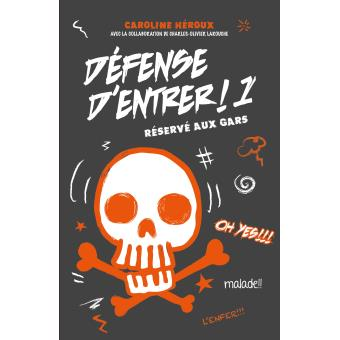 CAROLINE HÉROUX
AVEC LA COLLABORATION DE CHARLES-OLIVIER LAROUCHE
DÉFENSE
D'ENTRER! 1
RÉSERVÉ AUX GARS
#
OH YES!!!
malade!!!
L'ENFER!!!